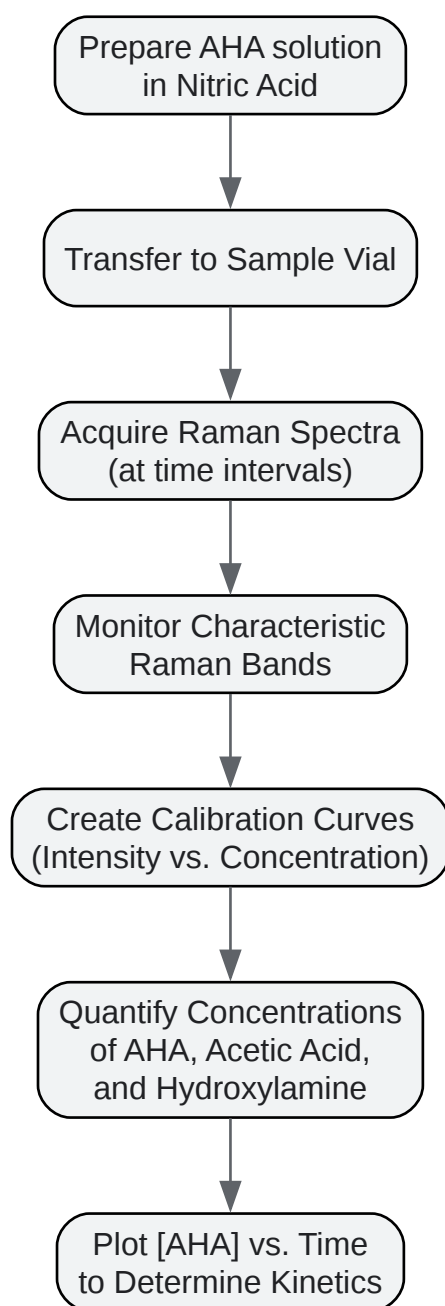 Prepare AHA solution
in Nitric Acid
Transfer to Sample Vial
Acquire Raman Spectra
(at time intervals)
Monitor Characteristic
Raman Bands
Create Calibration Curves
(Intensity vs. Concentration)
Quantify Concentrations
of AHA, Acetic Acid,
and Hydroxylamine
Plot [AHA] vs. Time
to Determine Kinetics